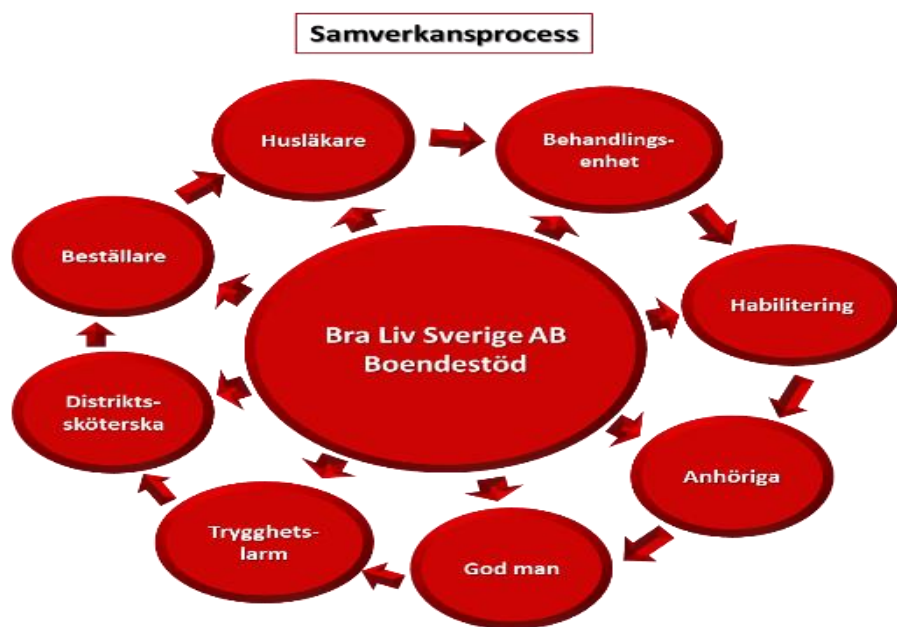 Samverkansprocess
Husläkare
Behandlings-
enhet
Beställare
Habilitering
Bra Liv Sverige AB
Boendestöd
Distrikts-
sköterska
Anhöriga
Trygghets-
larm
God man